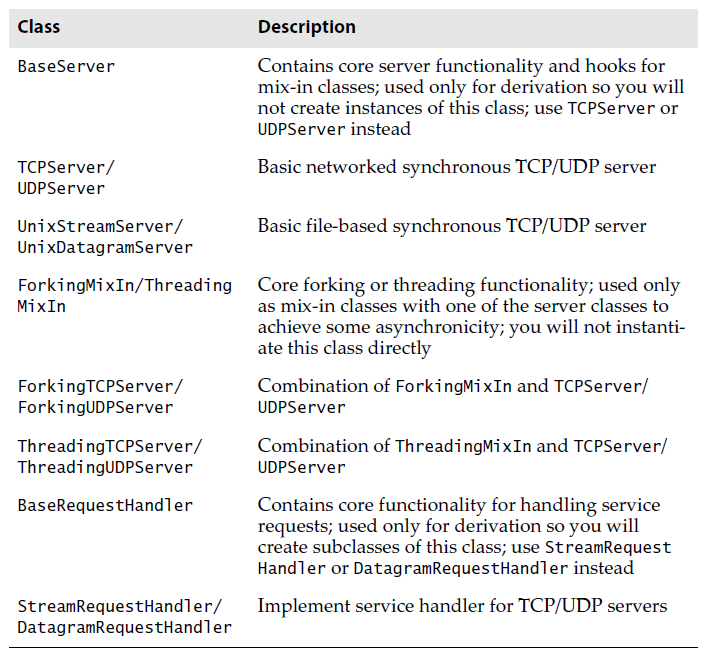 Class Description
BaseServer Contains core server functionality and hooks for
mix-in classes; used only for derivation so you will
not create instances of this class; use TCPServer or
UDPServer instead
TCPServer/ Basic networked synchronous TCP/UDP server
UDPServer
UnixStreamServer/ Basic file-based synchronous TCP/UDP server
UnixDatagramServer
ForkingMixIn/Threading Core forking or threading functionality; used only
MixIn as mix-in classes with one of the server classes to
achieve some asynchronicity; you will not instanti-
ate this class directly
ForkingTCPServer/ Combination of ForkingMixIn and TCPServer/
ForkingUDPServer UDPServer
ThreadingTCPServer/ Combination of ThreadingMixIn and TCPServer/
ThreadingUDPServer UDPServer
BaseRequestHandler Contains core functionality for handling service
requests; used only for derivation so you will
create subclasses of this class; use StreamRequest
Handler or DatagramRequestHandler instead
StreamRequestHandler/ Implement service handler for TCP/UDP servers
DatagramRequestHandler